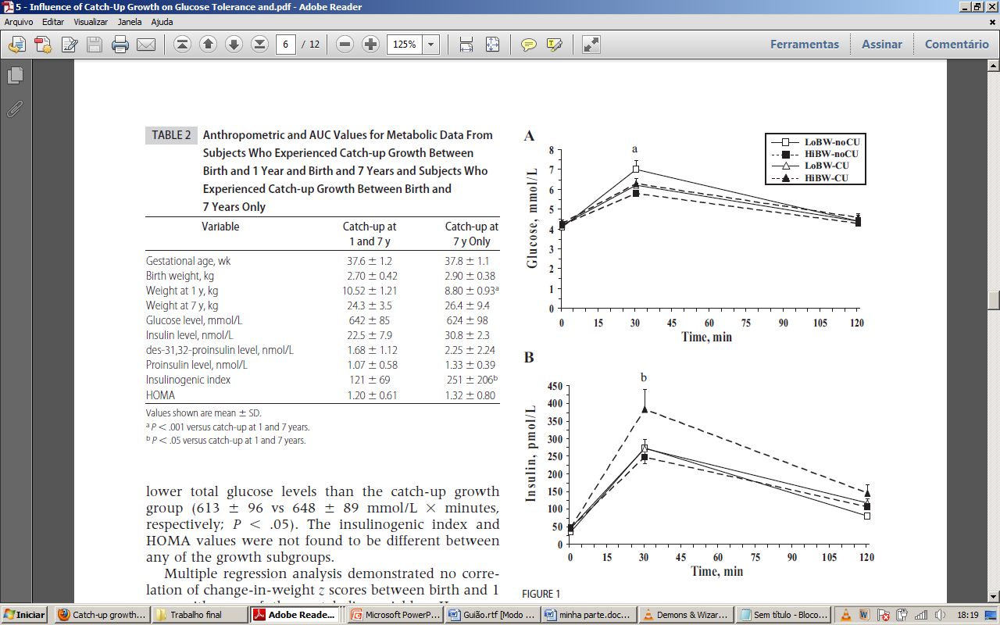 5 - Influence of Catch-Up Growth on Glucose Tolerance and.pdf - Adobe Reader
Arquivo Editar Visualizar Janela Ajuda
6 / 12 125% Ferramentas Assinar Comentário
TABLE 2 Anthropometric and AUC Values for Metabolic Data From
Subjects Who Experienced Catch-up Growth Between
Birth and 1 Year and Birth and 7 Years and Subjects Who
Experienced Catch-up Growth Between Birth and
7 Years Only
Variable Catch-up at Catch-up at
1 and 7 y 7 y Only
Gestational age, wk 37.6 ± 1.2 37.8 ± 1.1
Birth weight, kg 2.70 ± 0.42 2.90 ± 0.38
Weight at 1 y, kg 10.52 ± 1.21 8.80 ± 0.93a
Weight at 7 y, kg 24.3 ± 3.5 26.4 ± 9.4
Glucose level, mmol/L 642 ± 85 624 ± 98
Insulin level, nmol/L 22.5 ± 7.9 30.8 ± 2.3
des-31,32-proinsulin level, nmol/L 1.68 ± 1.12 2.25 ± 2.24
Proinsulin level, nmol/L 1.07 ± 0.58 1.33 ± 0.39
Insulinogenic index 121 ± 69 251 ± 206b
HOMA 1.20 ± 0.61 1.32 ± 0.80
Values shown are mean ± SD.
a P < .001 versus catch-up at 1 and 7 years.
b P < .05 versus catch-up at 1 and 7 years.
lower total glucose levels than the catch-up growth
group (613 ± 96 vs 648 ± 89 mmol/L × minutes,
respectively; P < .05). The insulinogenic index and
HOMA values were not found to be different between
any of the growth subgroups.
Multiple regression analysis demonstrated no corre-
lation of change-in-weight z scores between birth and 1
A
a
LoBW-noCU
HiBW-noCU
LoBW-CU
HiBW-CU
Glucose, mmol/L
8
7
6
5
4
3
2
1
0
0 15 30 45 60 75 90 105 120
Time, min
B
b
Insulin, pmol/L
450
400
350
300
250
200
150
100
50
0
0 15 30 45 60 75 90 105 120
Time, min
FIGURE 1
Iniciar Catch-up growth... Trabalho final Adobe Reade... Microsoft PowerP... Guião.rtf [Modo ... minha parte.doc... Demons & Wizar... Sem título - Bloco... 18:19